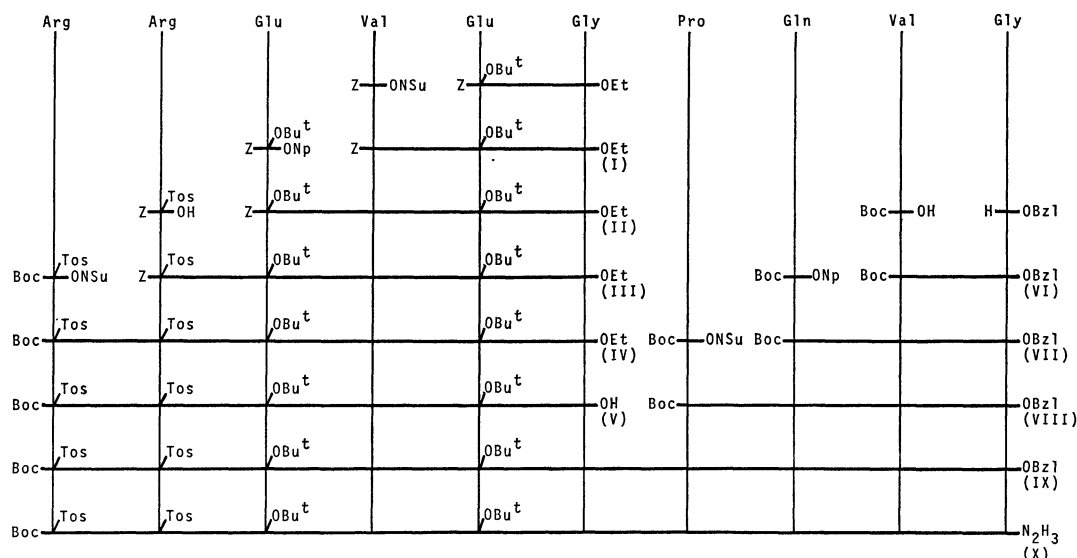 Arg Arg Glu Val Glu Gly Pro Gln Val Gly
Z ONSu Z OBut OEt
Z OBut ONp Z OBut OEt
(I)
Z Tos OH Z OBut OBut OEt Boc OH H OBzl
(II)
Boc Tos ONSu Z Tos OBut OBut OEt Boc ONp Boc OBzl
(III) (VI)
Boc Tos Tos OBut OBut OEt Boc ONSu Boc OBzl
(IV) (VII)
Boc Tos Tos OBut OBut OH Boc OBzl
(V) (VIII)
Boc Tos Tos OBut OBut OBzl
(IX)
Boc Tos Tos OBut OBut N2H3
(X)